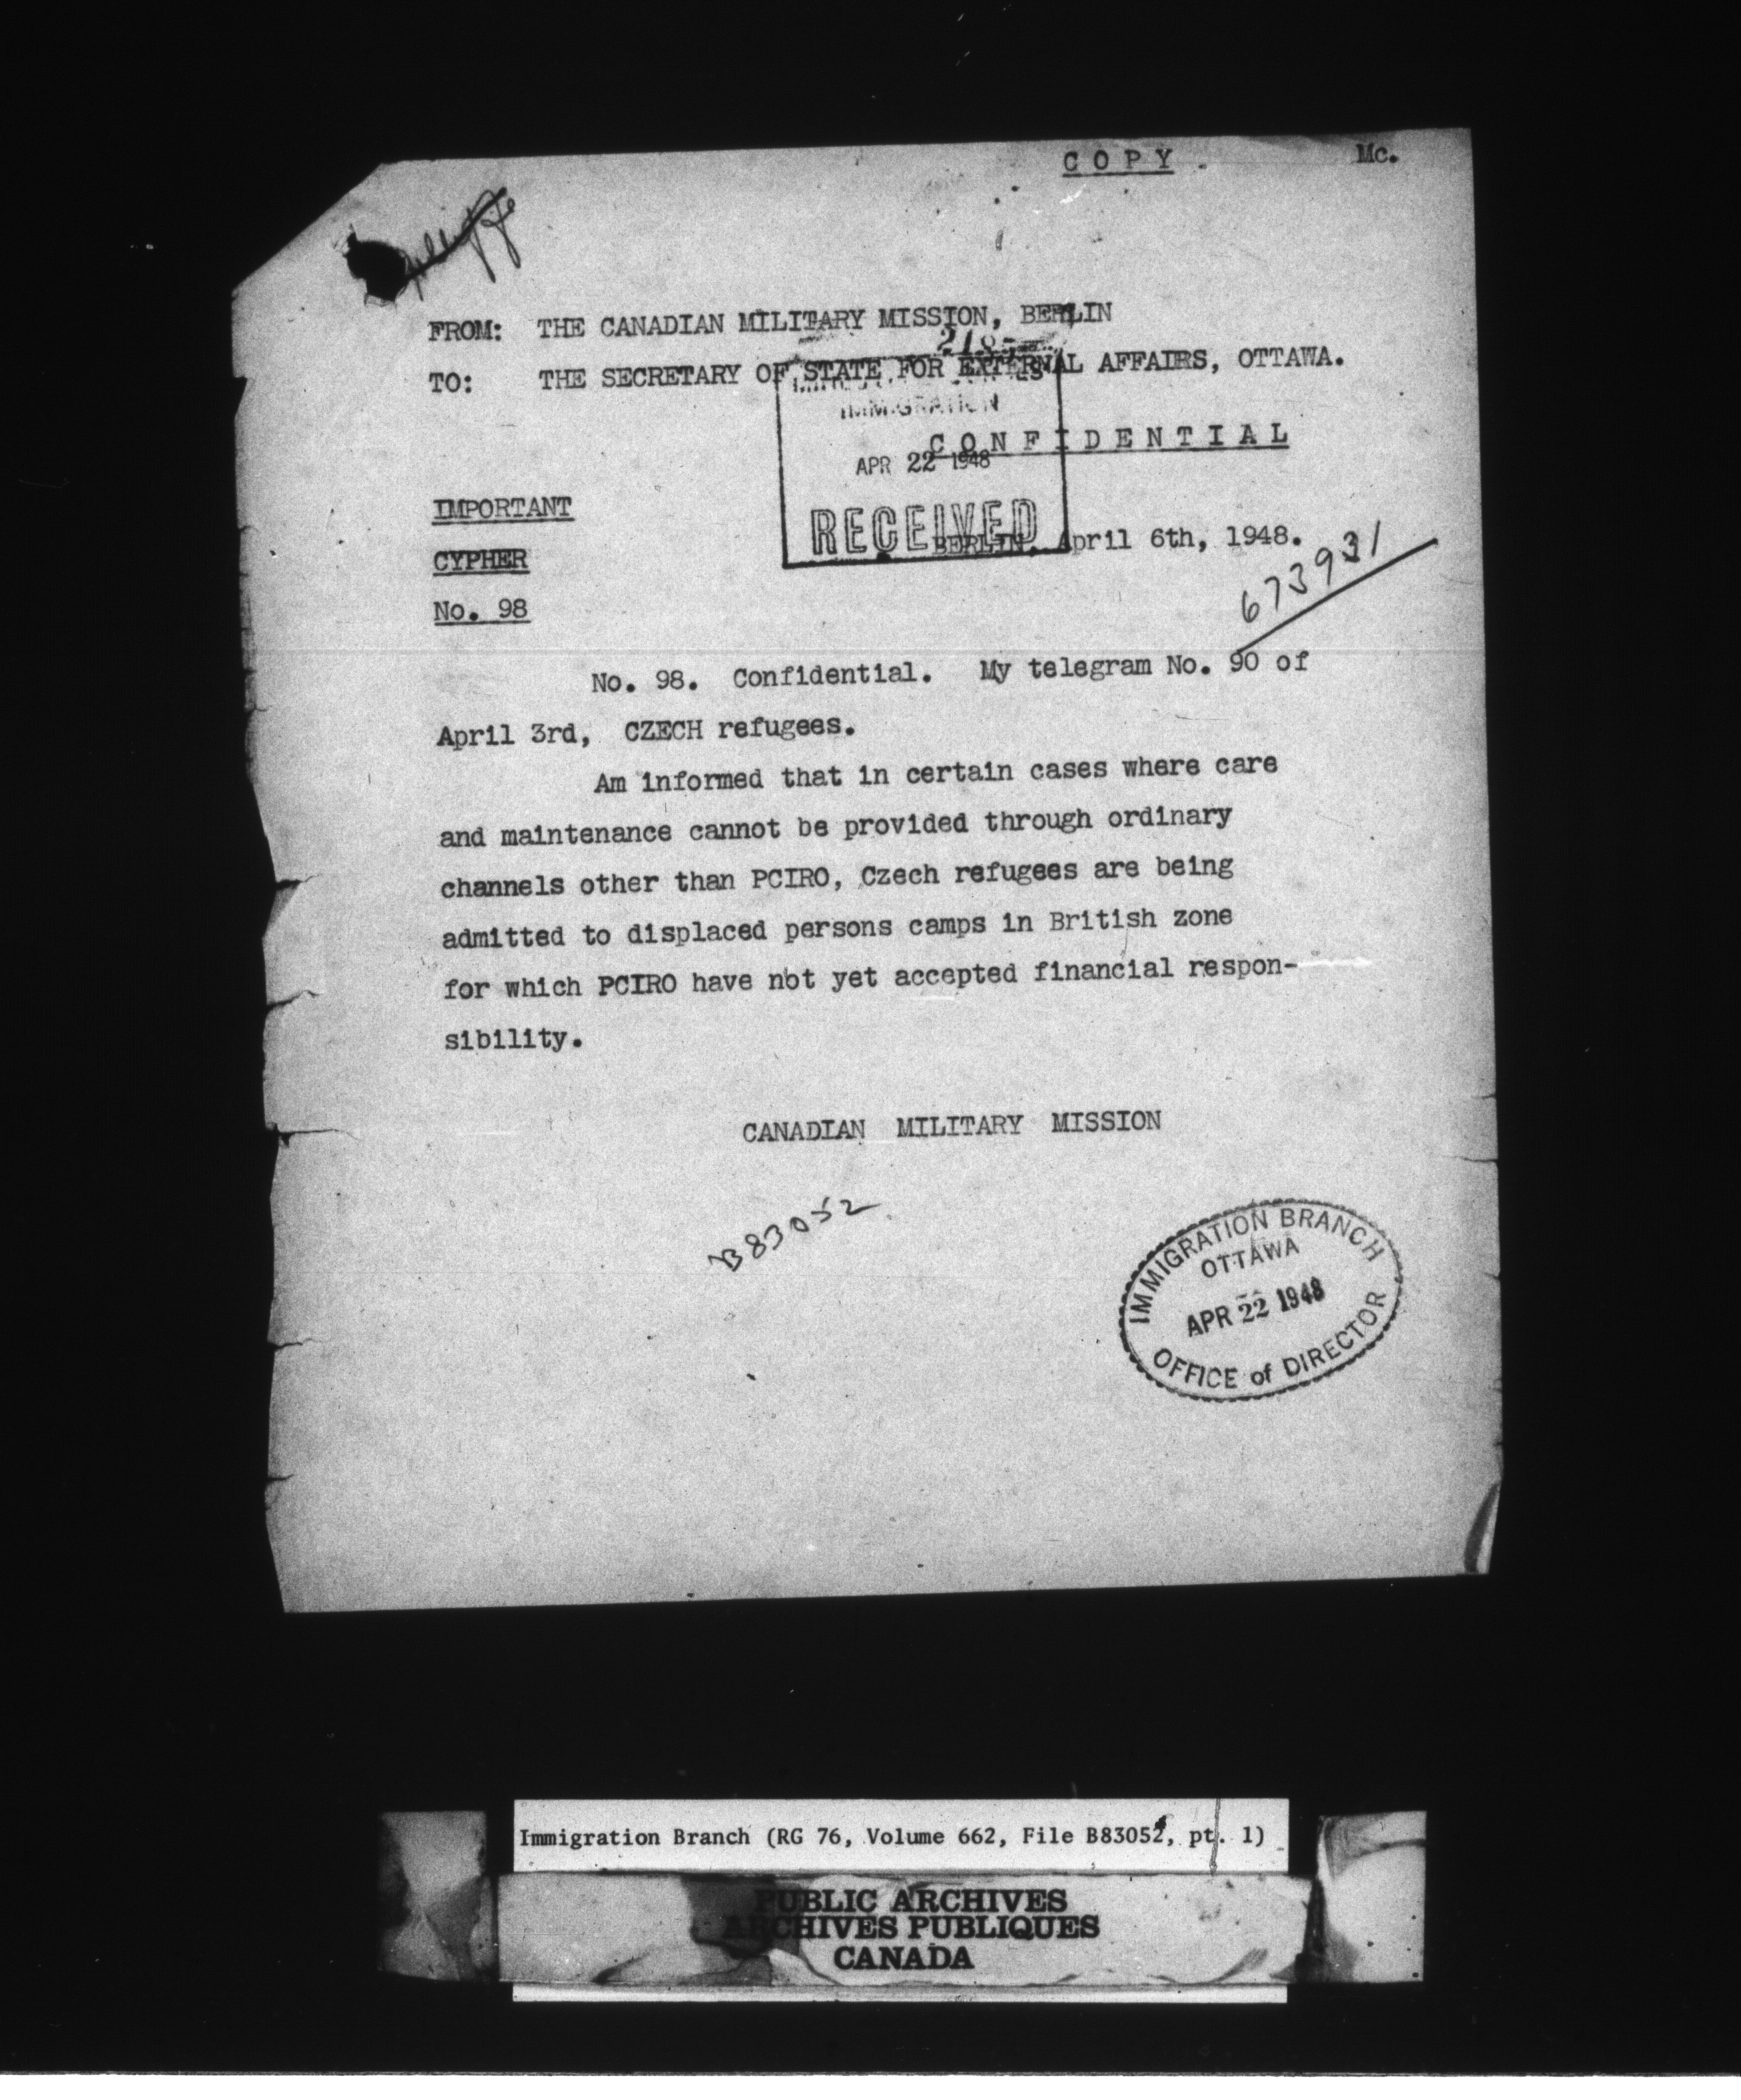 COPY. Mc.
FROM: THE CANADIAN MILITARY MISSION, BERLIN
TO: THE SECRETARY OF STATE FOR EXTERNAL AFFAIRS, OTTAWA.
IMMIGRATION
CONFIDENTIAL
APR 22 1948
IMPORTANT
RECEIVED
BERLIN, April 6th, 1948.
CYPHER
673931
No. 98
No. 98. Confidential. My telegram No. 90 of
April 3rd, CZECH refugees.
Am informed that in certain cases where care
and maintenance cannot be provided through ordinary
channels other than PCIRO, Czech refugees are being
admitted to displaced persons camps in British zone
for which PCIRO have not yet accepted financial respon-
sibility.
CANADIAN MILITARY MISSION
B83052
IMMIGRATION BRANCH
OTTAWA
APR 22 1948
OFFICE of DIRECTOR
Immigration Branch (RG 76, Volume 662, File B83052, pt. 1)
PUBLIC ARCHIVES
ARCHIVES PUBLIQUES
CANADA